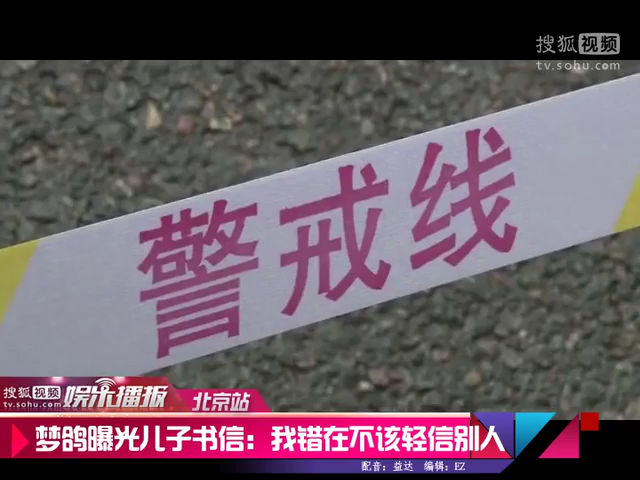 搜狐视频
tv.sohu.com
警戒线
搜狐视频 娱乐播报 北京站
tv.sohu.com
梦鸽曝光儿子书信：我错在不该轻信别人
配音：益达 编辑：EZ